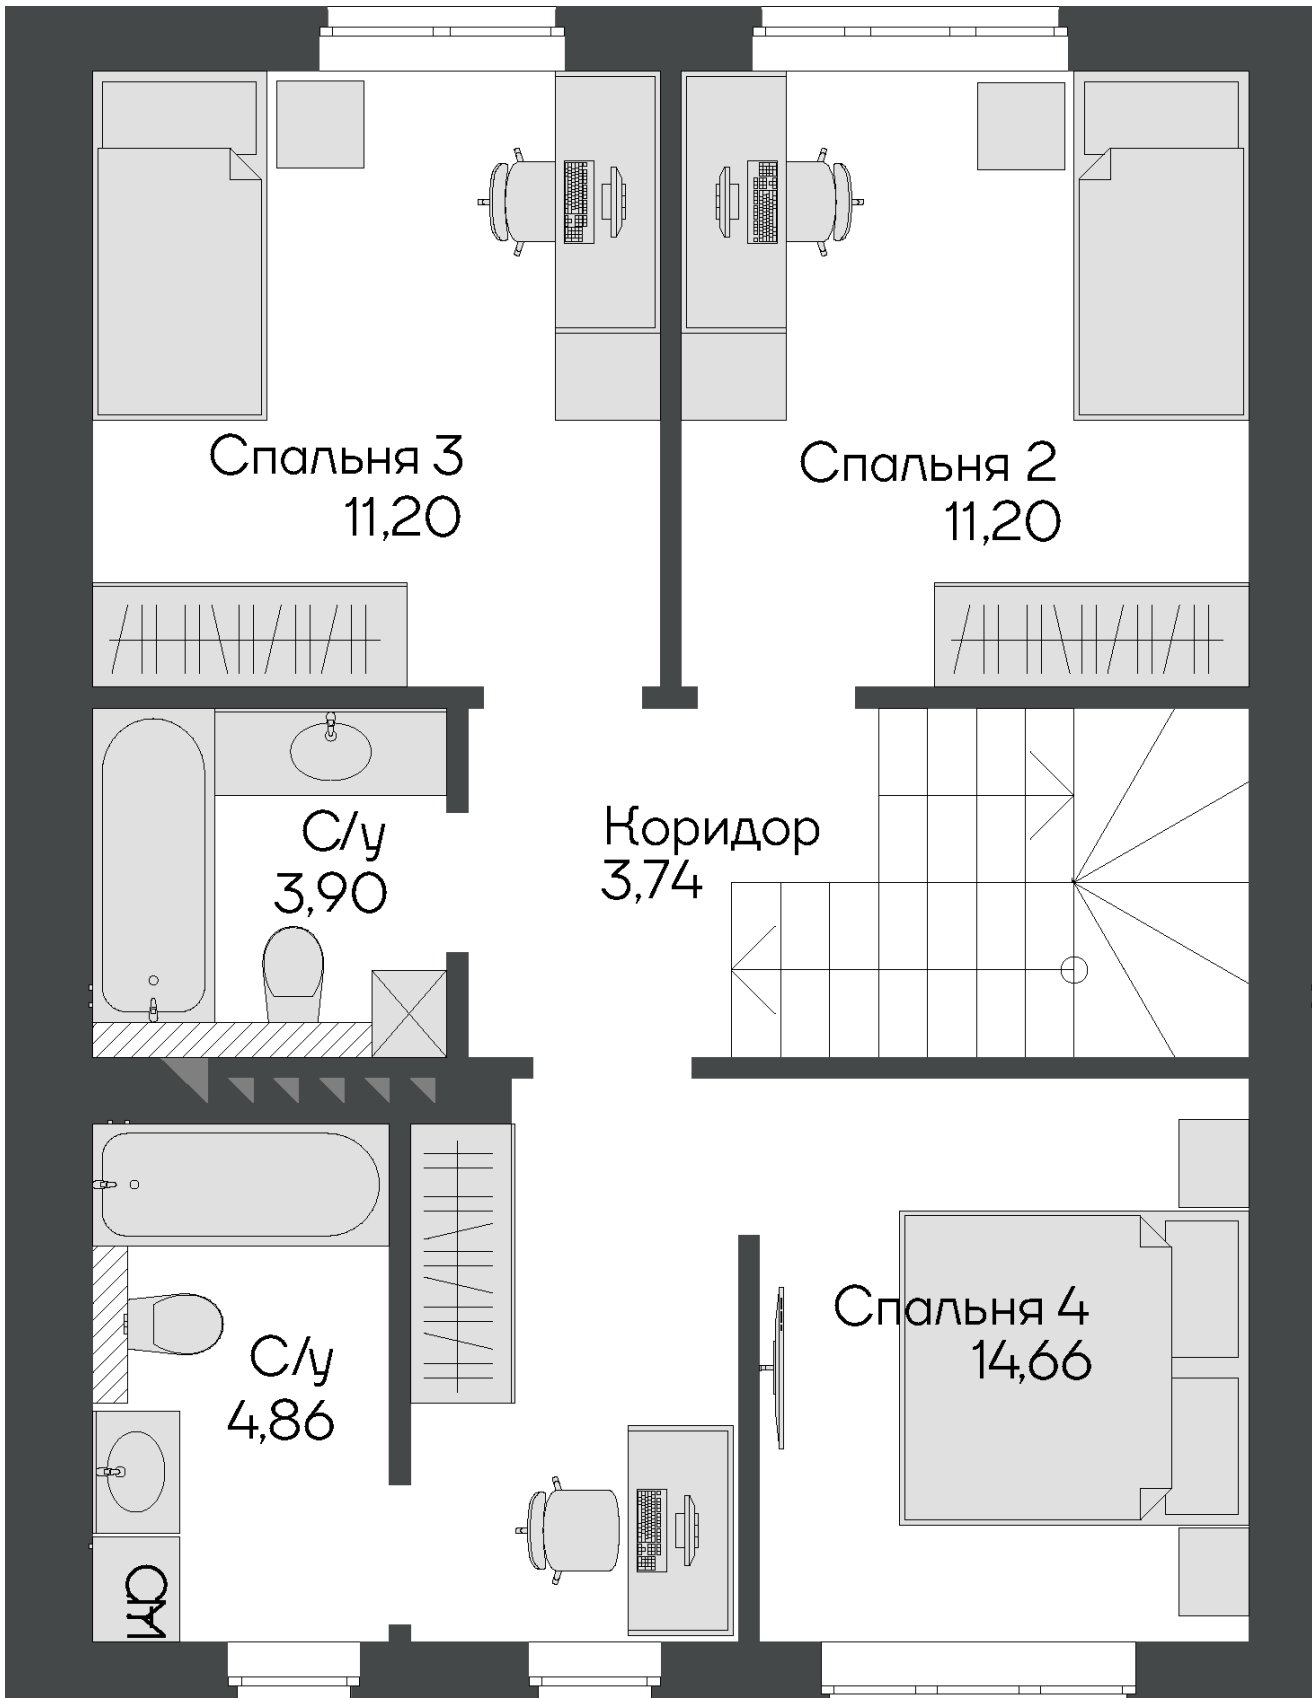 Спальня 3
11,20
Спальня 2
11,20
С/у
3,90
Коридор
3,74
Спальня 4
14,66
С/у
4,86
СМ